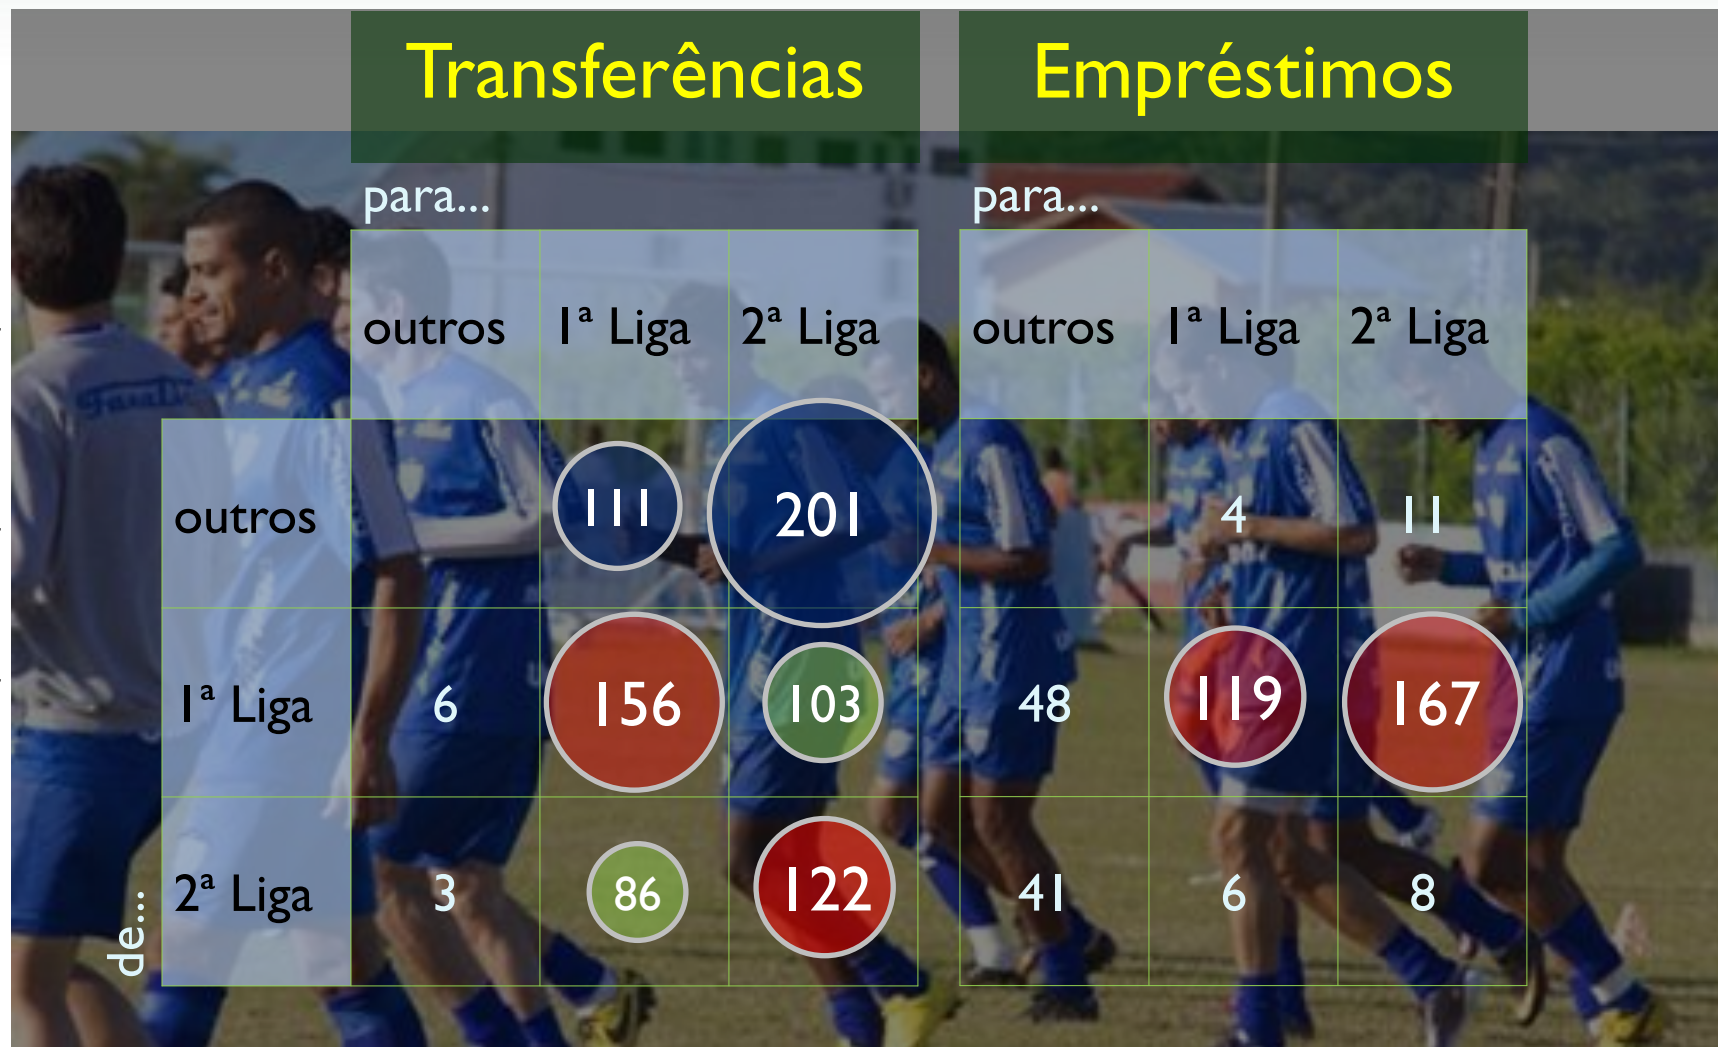 Transferências Empréstimos
para... para...
outros 1ª Liga 2ª Liga outros 1ª Liga 2ª Liga
outros 111 201 4 11
1ª Liga 6 156 103 48 119 167
2ª Liga 3 86 122 41 6 8
de...